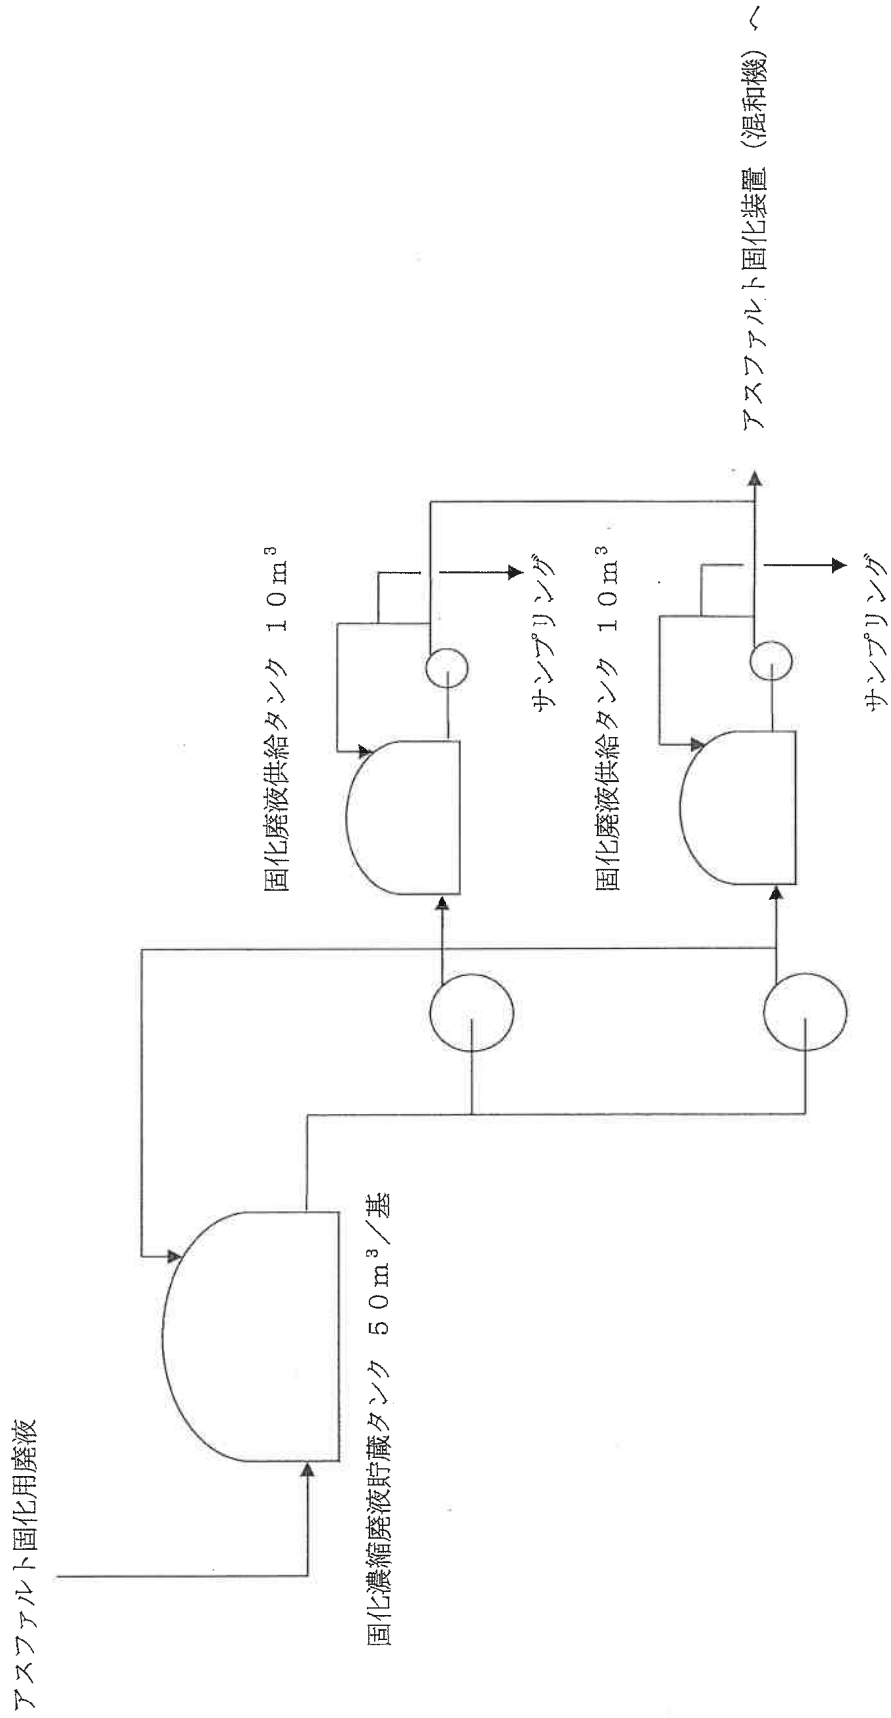 アスファルト固化用廃液
固化濃縮廃液貯蔵タンク ５０ｍ³／基
固化廃液供給タンク １０ｍ³
サンプリング
固化廃液供給タンク １０ｍ³
サンプリング
アスファルト固化装置（混和機）へ